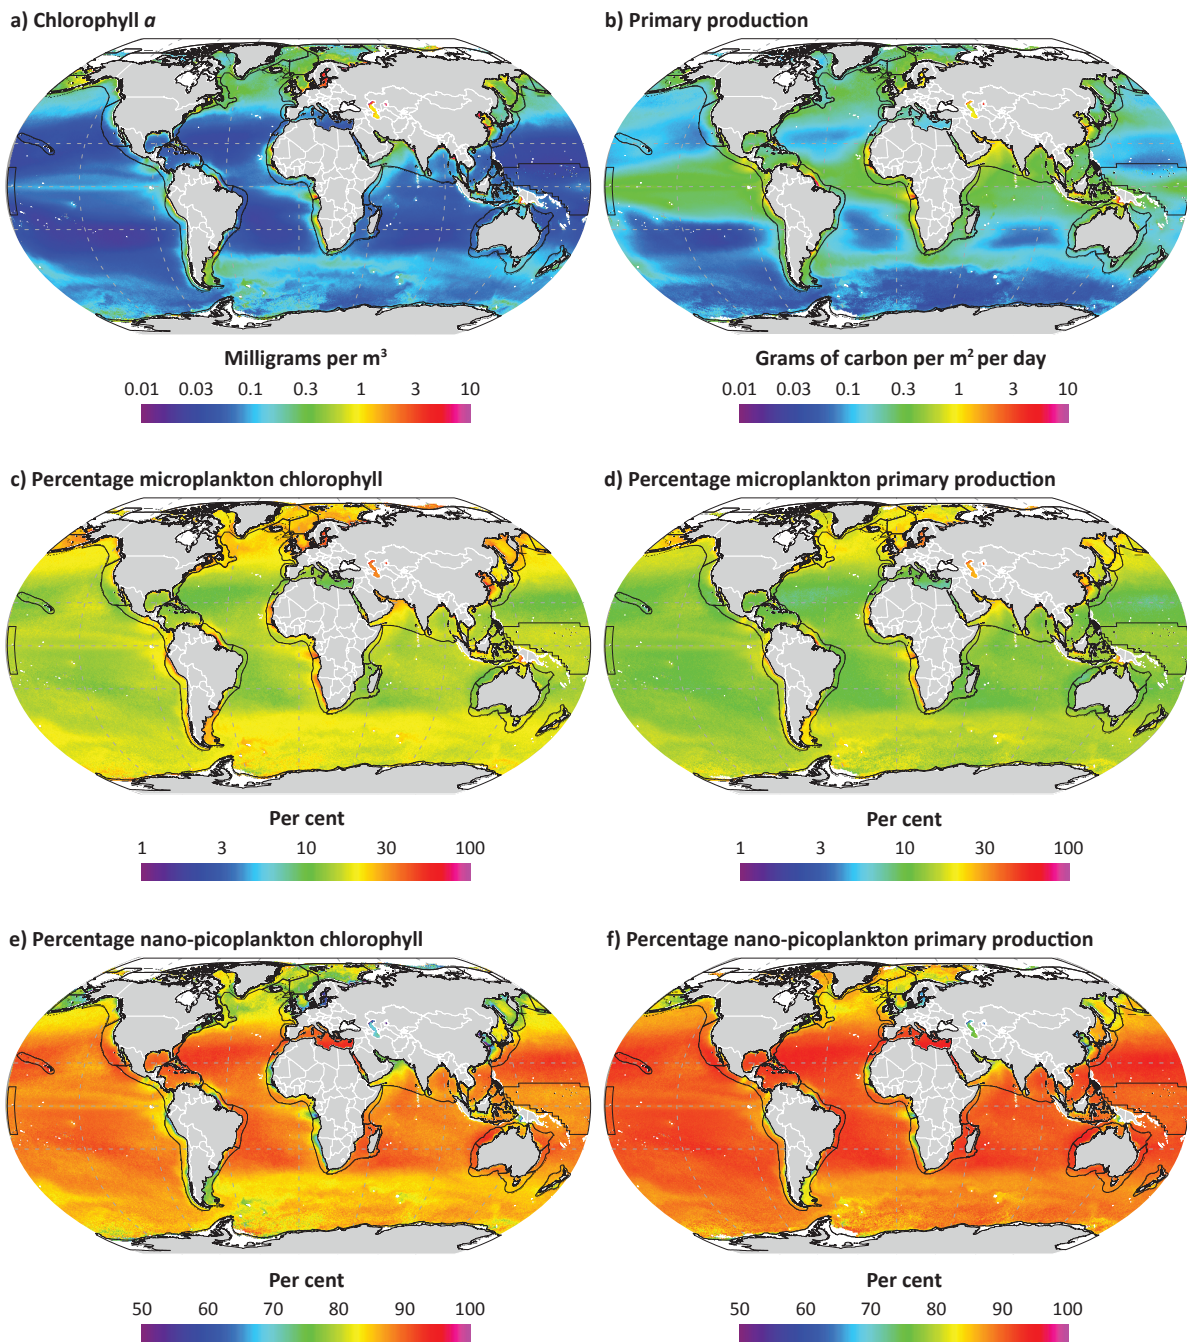 a) Chlorophyll a
b) Primary production
Milligrams per m³
0.01 0.03 0.1 0.3 1 3 10
Grams of carbon per m² per day
0.01 0.03 0.1 0.3 1 3 10
c) Percentage microplankton chlorophyll
d) Percentage microplankton primary production
Per cent
1 3 10 30 100
Per cent
1 3 10 30 100
e) Percentage nano-picoplankton chlorophyll
f) Percentage nano-picoplankton primary production
Per cent
50 60 70 80 90 100
Per cent
50 60 70 80 90 100